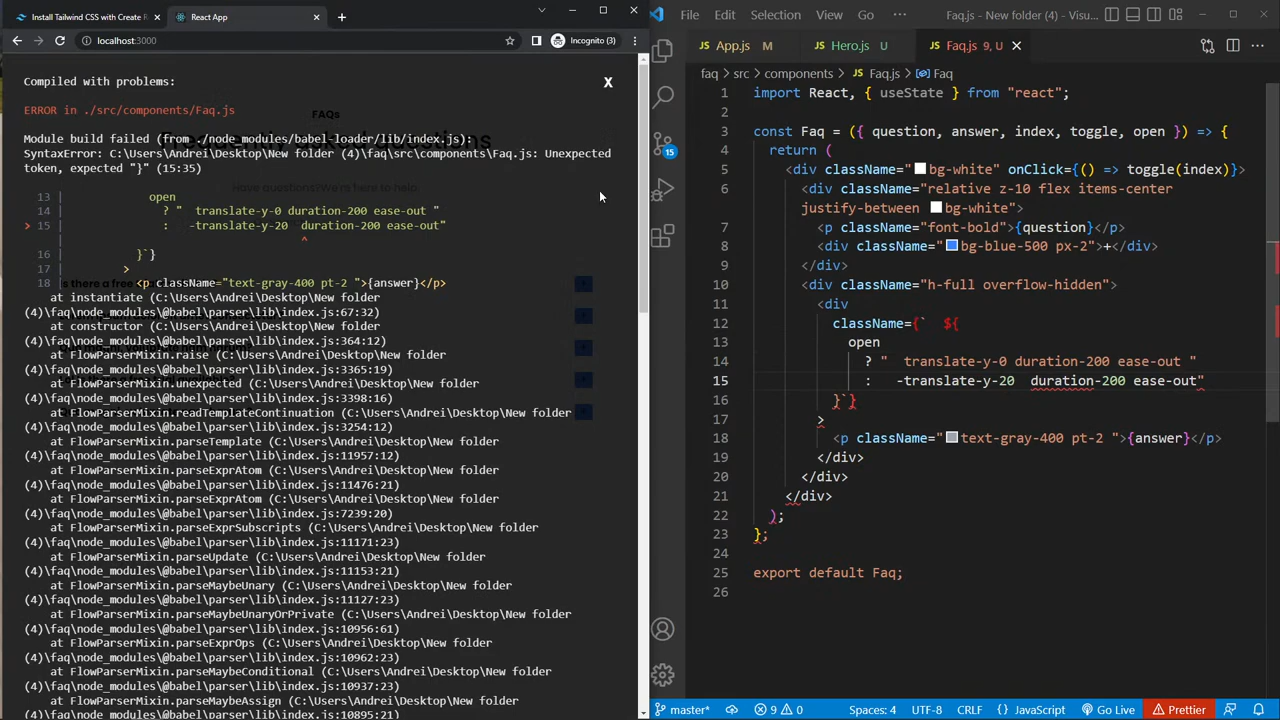 Install Tailwind CSS with Create R
React App
localhost:3000
Incognito (3)
Compiled with problems:
X
ERROR in ./src/components/Faq.js
FAQs
Module build failed (from ./node_modules/babel-loader/lib/index.js):
SyntaxError: C:\Users\Andrei\Desktop\New folder (4)\faq\src\components\Faq.js: Unexpected
token, expected "}" (15:35)
Have questions? We're here to help.
13 | open
14 | ? "  translate-y-0 duration-200 ease-out "
> 15 | :   -translate-y-20  duration-200 ease-out"
| ^
16 | }`}
17 | >
18 | <p className="text-gray-400 pt-2 ">{answer}</p>
at instantiate (C:\Users\Andrei\Desktop\New folder
(4)\faq\node_modules\@babel\parser\lib\index.js:67:32)
at constructor (C:\Users\Andrei\Desktop\New folder
(4)\faq\node_modules\@babel\parser\lib\index.js:364:12)
at FlowParserMixin.raise (C:\Users\Andrei\Desktop\New folder
(4)\faq\node_modules\@babel\parser\lib\index.js:3365:19)
at FlowParserMixin.unexpected (C:\Users\Andrei\Desktop\New folder
(4)\faq\node_modules\@babel\parser\lib\index.js:3398:16)
at FlowParserMixin.readTemplateContinuation (C:\Users\Andrei\Desktop\New folder
(4)\faq\node_modules\@babel\parser\lib\index.js:3254:12)
at FlowParserMixin.parseTemplate (C:\Users\Andrei\Desktop\New folder
(4)\faq\node_modules\@babel\parser\lib\index.js:11957:12)
at FlowParserMixin.parseExprAtom (C:\Users\Andrei\Desktop\New folder
(4)\faq\node_modules\@babel\parser\lib\index.js:11476:21)
at FlowParserMixin.parseExprAtom (C:\Users\Andrei\Desktop\New folder
(4)\faq\node_modules\@babel\parser\lib\index.js:7239:20)
at FlowParserMixin.parseExprSubscripts (C:\Users\Andrei\Desktop\New folder
(4)\faq\node_modules\@babel\parser\lib\index.js:11171:23)
at FlowParserMixin.parseUpdate (C:\Users\Andrei\Desktop\New folder
(4)\faq\node_modules\@babel\parser\lib\index.js:11153:21)
at FlowParserMixin.parseMaybeUnary (C:\Users\Andrei\Desktop\New folder
(4)\faq\node_modules\@babel\parser\lib\index.js:11127:23)
at FlowParserMixin.parseMaybeUnaryOrPrivate (C:\Users\Andrei\Desktop\New folder
(4)\faq\node_modules\@babel\parser\lib\index.js:10956:61)
at FlowParserMixin.parseExprOps (C:\Users\Andrei\Desktop\New folder
(4)\faq\node_modules\@babel\parser\lib\index.js:10962:23)
at FlowParserMixin.parseMaybeConditional (C:\Users\Andrei\Desktop\New folder
(4)\faq\node_modules\@babel\parser\lib\index.js:10937:23)
at FlowParserMixin.parseMaybeAssign (C:\Users\Andrei\Desktop\New folder
(4)\faq\node_modules\@babel\parser\lib\index.js:10895:21)
File Edit Selection View Go ··· Faq.js - New folder (4) - Visu...
App.js M Hero.js U Faq.js 9, U
faq > src > components > Faq.js > Faq
15
1 import React, { useState } from "react";
2
3 const Faq = ({ question, answer, index, toggle, open }) => {
4 return (
5 <div className="bg-white" onClick={() => toggle(index)}>
6 <div className="relative z-10 flex items-center
justify-between bg-white">
7 <p className="font-bold">{question}</p>
8 <div className="bg-blue-500 px-2">+</div>
9 </div>
10 <div className="h-full overflow-hidden">
11 <div
12 className={`  ${
13 open
14 ? "  translate-y-0 duration-200 ease-out "
15 :   -translate-y-20  duration-200 ease-out"
16 }`}
17 >
18 <p className="text-gray-400 pt-2 ">{answer}</p>
19 </div>
20 </div>
21 </div>
22 );
23 };
24
25 export default Faq;
26
master* 9 0 Spaces: 4 UTF-8 CRLF {} JavaScript Go Live Prettier